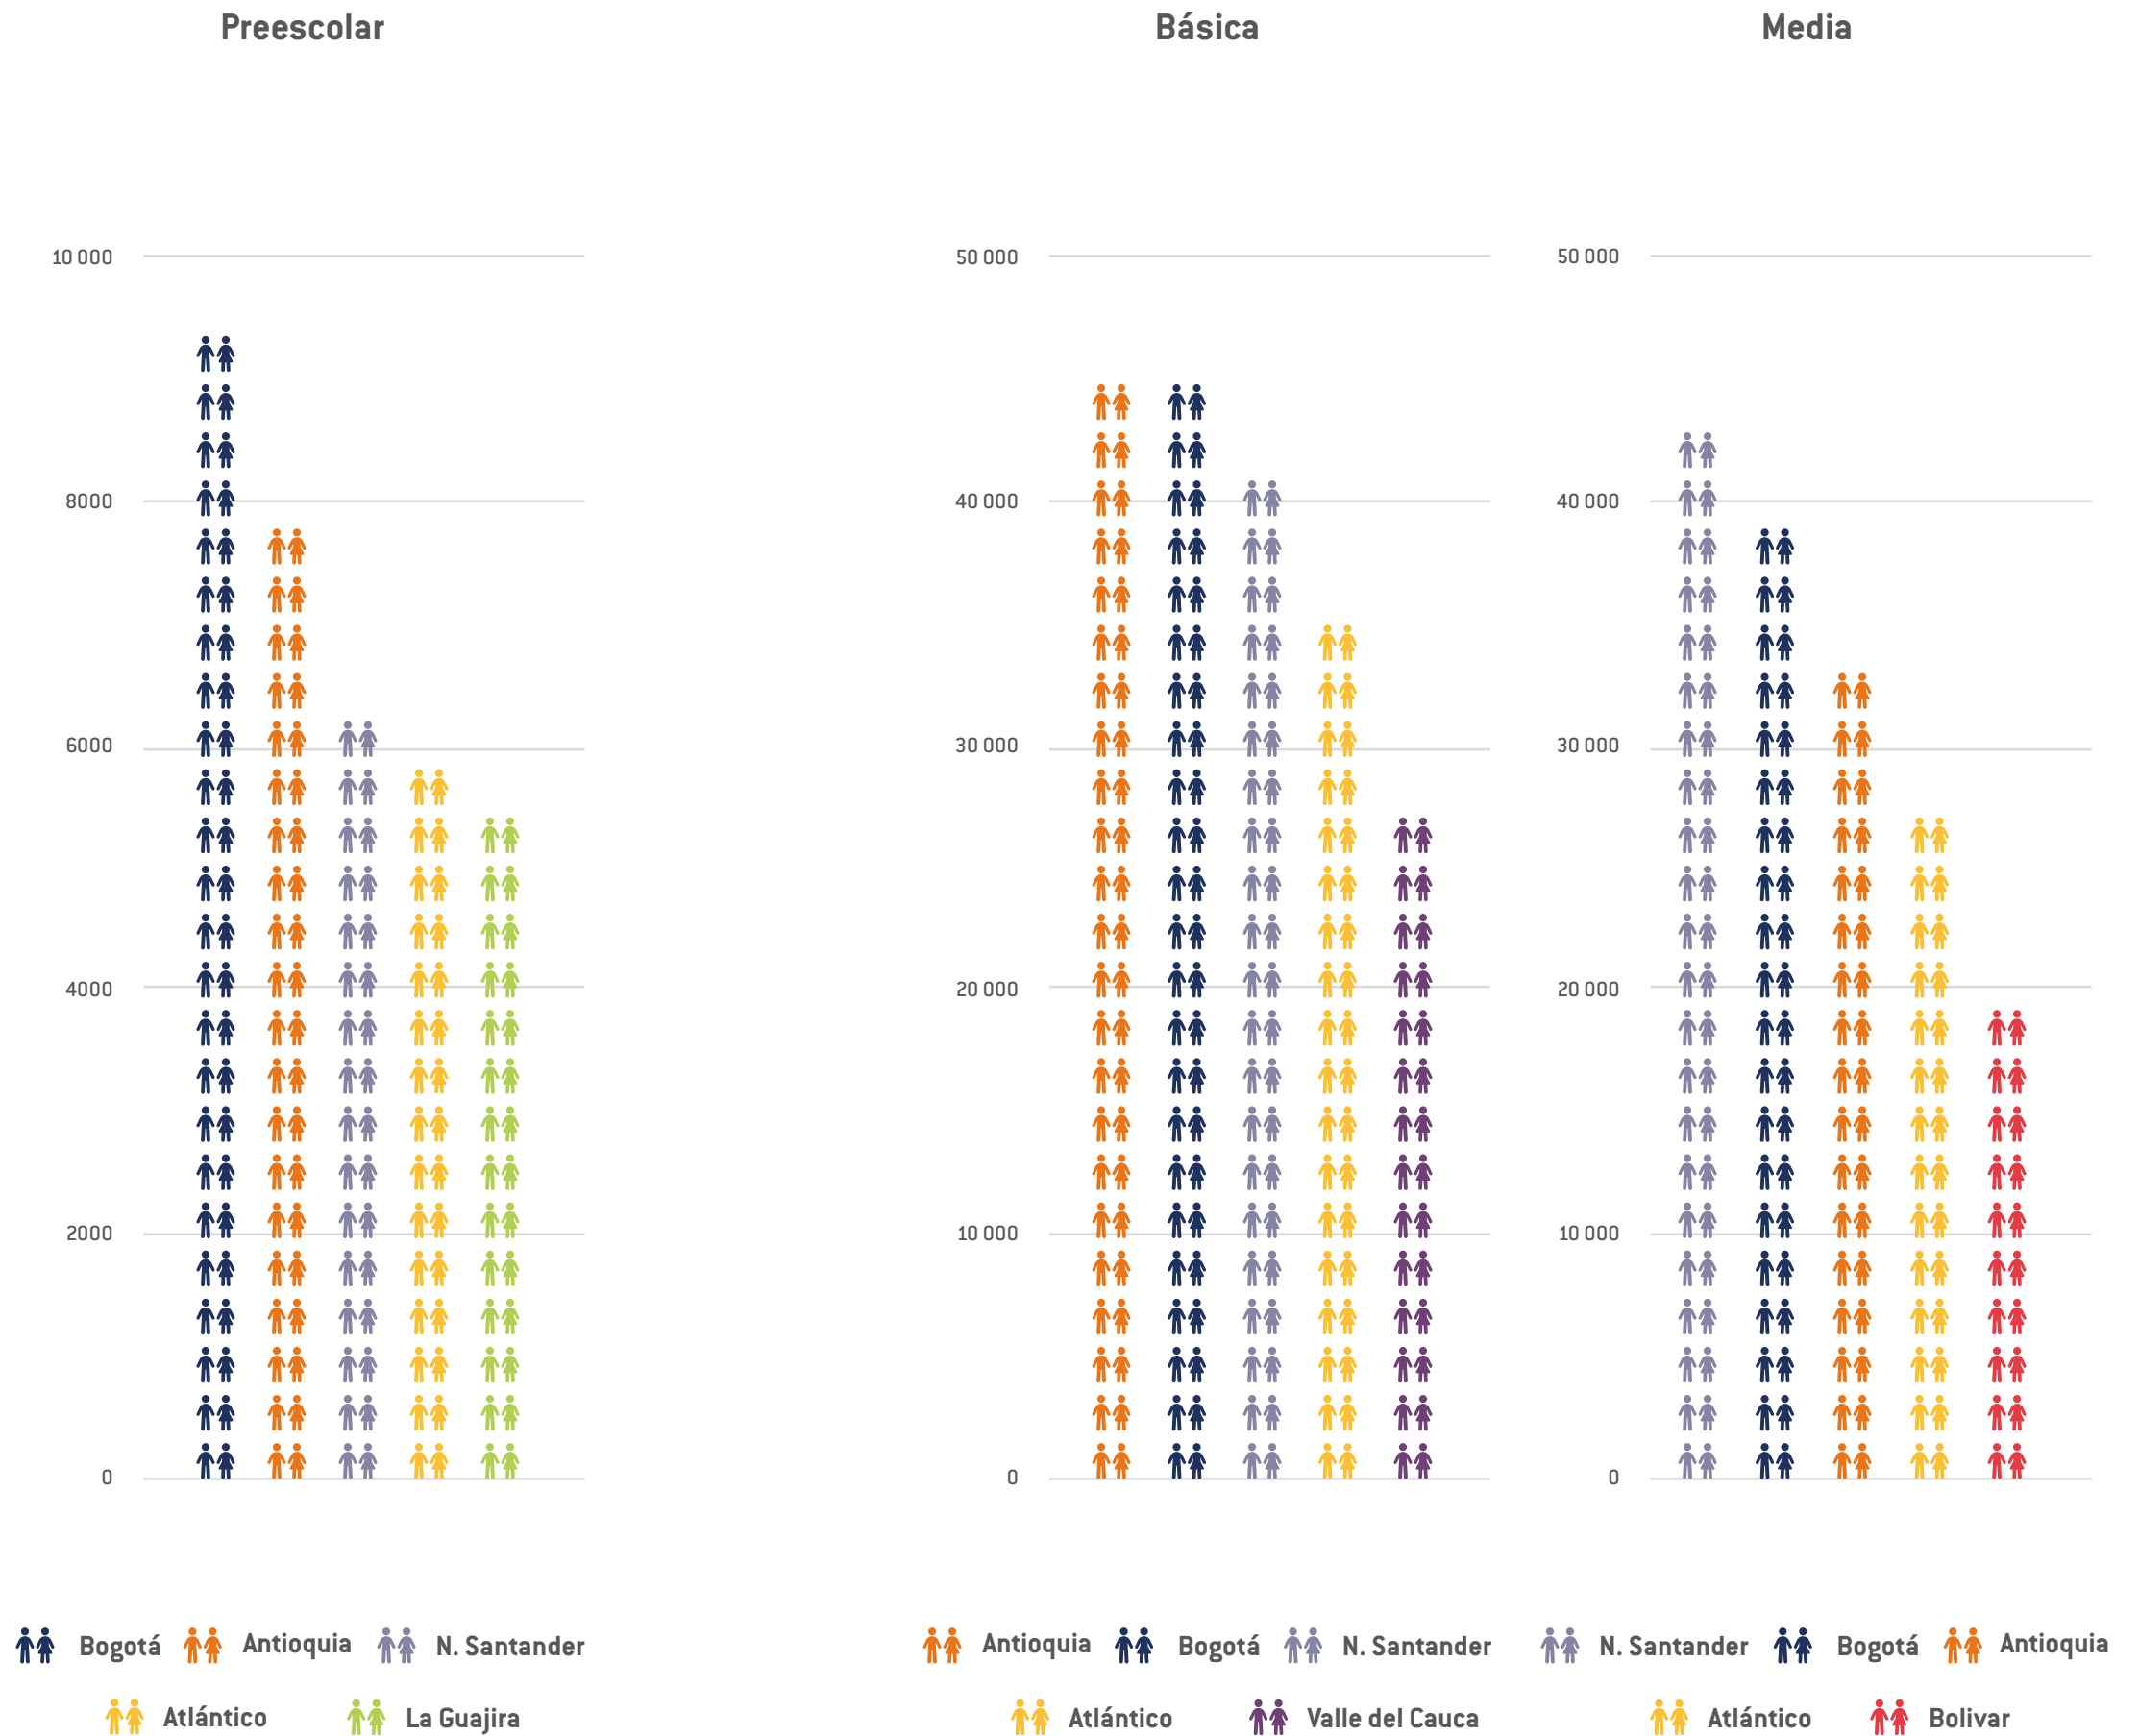 Preescolar
10 000
8000
6000
4000
2000
0
Bogotá Antioquia N. Santander
Atlántico La Guajira
Básica
50 000
40 000
30 000
20 000
10 000
0
Antioquia Bogotá N. Santander
Atlántico Valle del Cauca
Media
50 000
40 000
30 000
20 000
10 000
0
N. Santander Bogotá Antioquia
Atlántico Bolivar